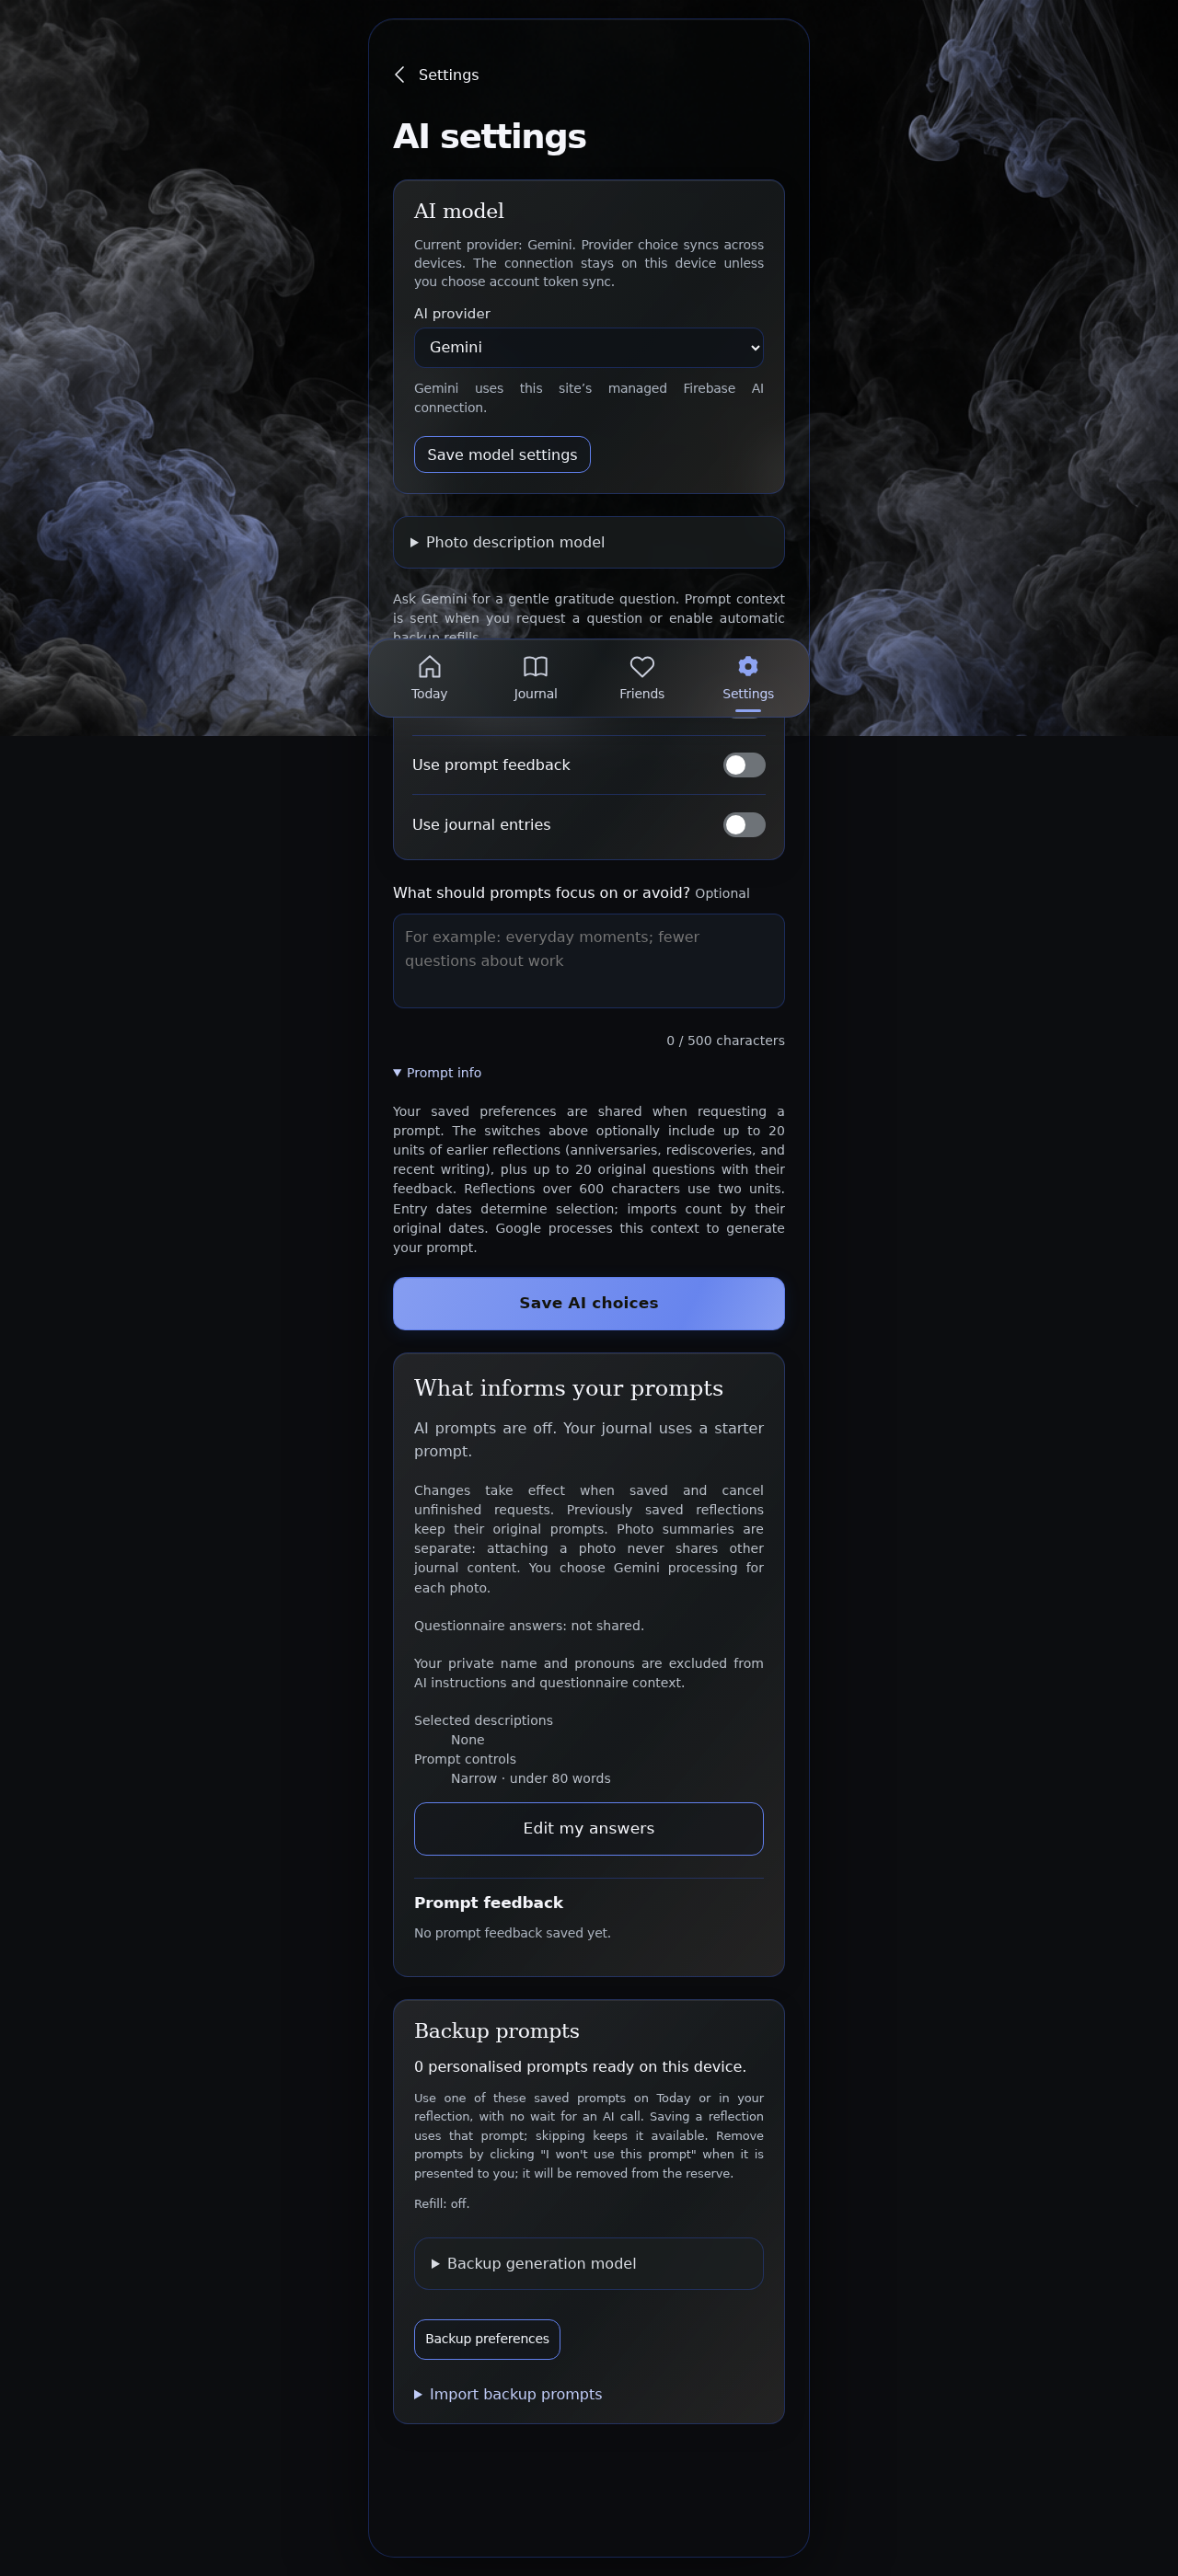 Settings
AI settings
AI model
Current provider: Gemini. Provider choice syncs across
devices. The connection stays on this device unless
you choose account token sync.
AI provider
Gemini
Gemini uses this site’s managed Firebase AI
connection.
Save model settings
Photo description model
Ask Gemini for a gentle gratitude question. Prompt context
is sent when you request a question or enable automatic
backup refills.
Today
Journal
Friends
Settings
Use prompt feedback
Use journal entries
What should prompts focus on or avoid? Optional
For example: everyday moments; fewer
questions about work
0 / 500 characters
Prompt info
Your saved preferences are shared when requesting a
prompt. The switches above optionally include up to 20
units of earlier reflections (anniversaries, rediscoveries, and
recent writing), plus up to 20 original questions with their
feedback. Reflections over 600 characters use two units.
Entry dates determine selection; imports count by their
original dates. Google processes this context to generate
your prompt.
Save AI choices
What informs your prompts
AI prompts are off. Your journal uses a starter
prompt.
Changes take effect when saved and cancel
unfinished requests. Previously saved reflections
keep their original prompts. Photo summaries are
separate: attaching a photo never shares other
journal content. You choose Gemini processing for
each photo.
Questionnaire answers: not shared.
Your private name and pronouns are excluded from
AI instructions and questionnaire context.
Selected descriptions
None
Prompt controls
Narrow · under 80 words
Edit my answers
Prompt feedback
No prompt feedback saved yet.
Backup prompts
0 personalised prompts ready on this device.
Use one of these saved prompts on Today or in your
reflection, with no wait for an AI call. Saving a reflection
uses that prompt; skipping keeps it available. Remove
prompts by clicking "I won't use this prompt" when it is
presented to you; it will be removed from the reserve.
Refill: off.
Backup generation model
Backup preferences
Import backup prompts